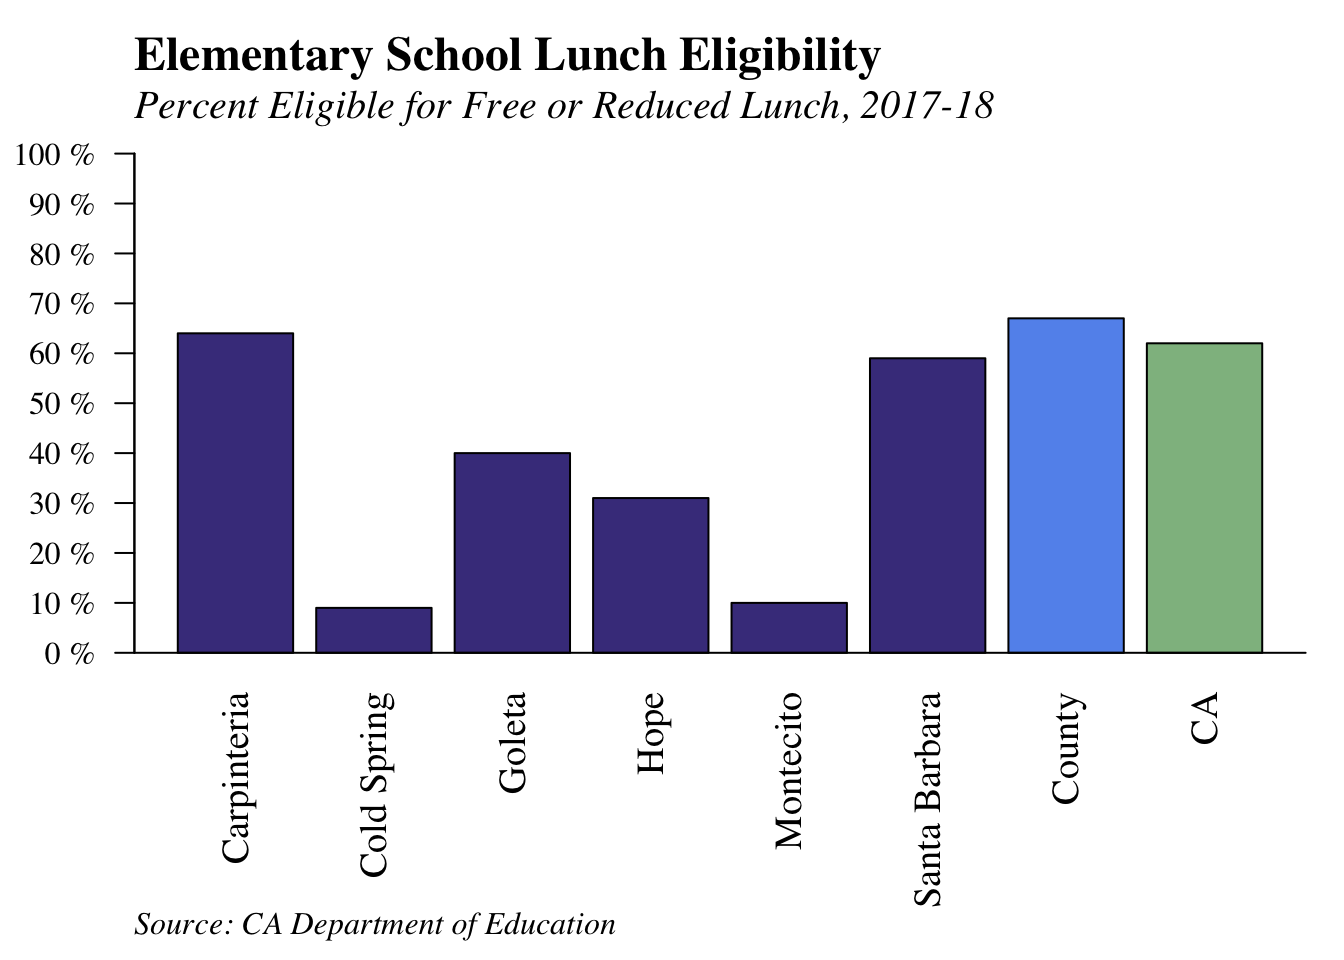 Elementary School Lunch Eligibility
Percent Eligible for Free or Reduced Lunch, 2017-18
100 %
90 %
80 %
70 %
60 %
50 %
40 %
30 %
20 %
10 %
0 %
Carpinteria
Cold Spring
Goleta
Hope
Montecito
Santa Barbara
County
CA
Source: CA Department of Education